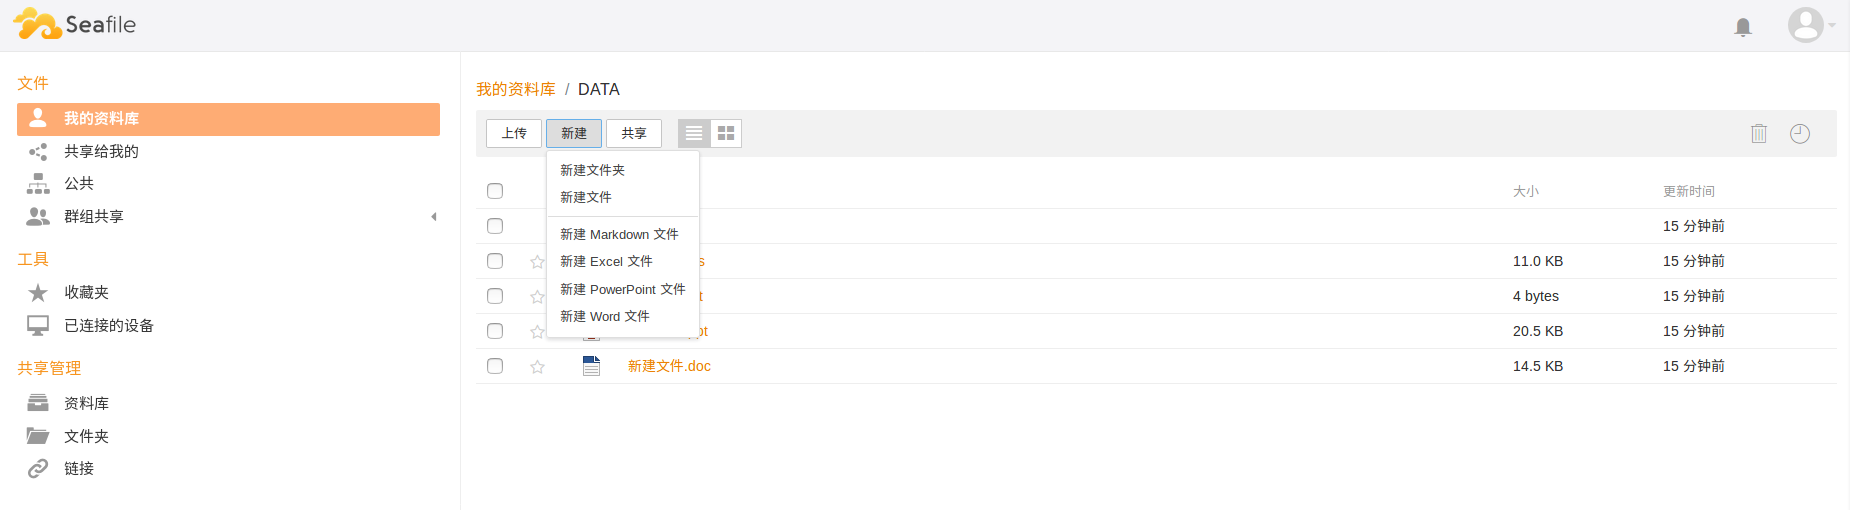 Seafile
文件
我的资料库
共享给我的
公共
群组共享
工具
收藏夹
已连接的设备
共享管理
资料库
文件夹
链接
我的资料库 / DATA
上传 新建 共享
新建文件夹
新建文件
新建 Markdown 文件
新建 Excel 文件
新建 PowerPoint 文件
新建 Word 文件
大小 更新时间
15 分钟前
11.0 KB 15 分钟前
4 bytes 15 分钟前
20.5 KB 15 分钟前
新建文件.doc 14.5 KB 15 分钟前